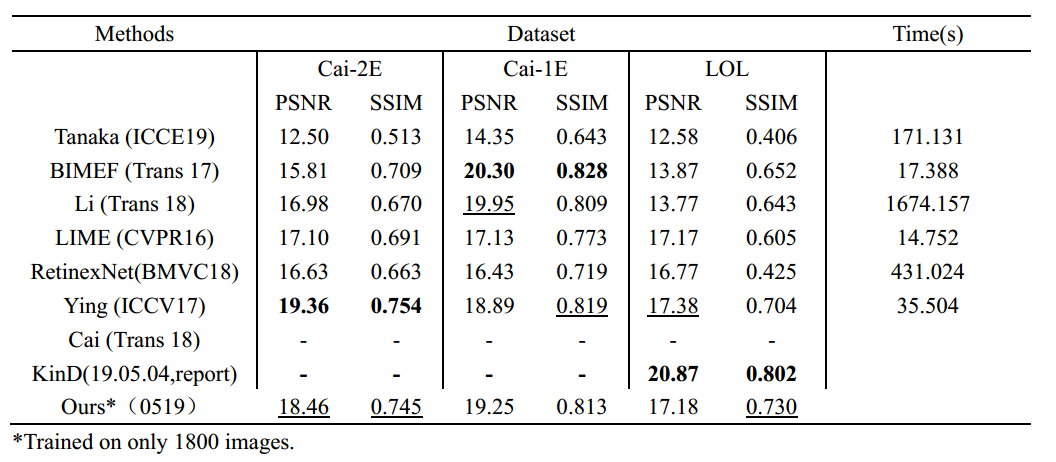 Methods Dataset Time(s)
Cai-2E Cai-1E LOL
PSNR SSIM PSNR SSIM PSNR SSIM
Tanaka (ICCE19) 12.50 0.513 14.35 0.643 12.58 0.406 171.131
BIMEF (Trans 17) 15.81 0.709 20.30 0.828 13.87 0.652 17.388
Li (Trans 18) 16.98 0.670 19.95 0.809 13.77 0.643 1674.157
LIME (CVPR16) 17.10 0.691 17.13 0.773 17.17 0.605 14.752
RetinexNet(BMVC18) 16.63 0.663 16.43 0.719 16.77 0.425 431.024
Ying (ICCV17) 19.36 0.754 18.89 0.819 17.38 0.704 35.504
Cai (Trans 18) - - - - - -
KinD(19.05.04,report) - - - - 20.87 0.802
Ours*（0519） 18.46 0.745 19.25 0.813 17.18 0.730
*Trained on only 1800 images.